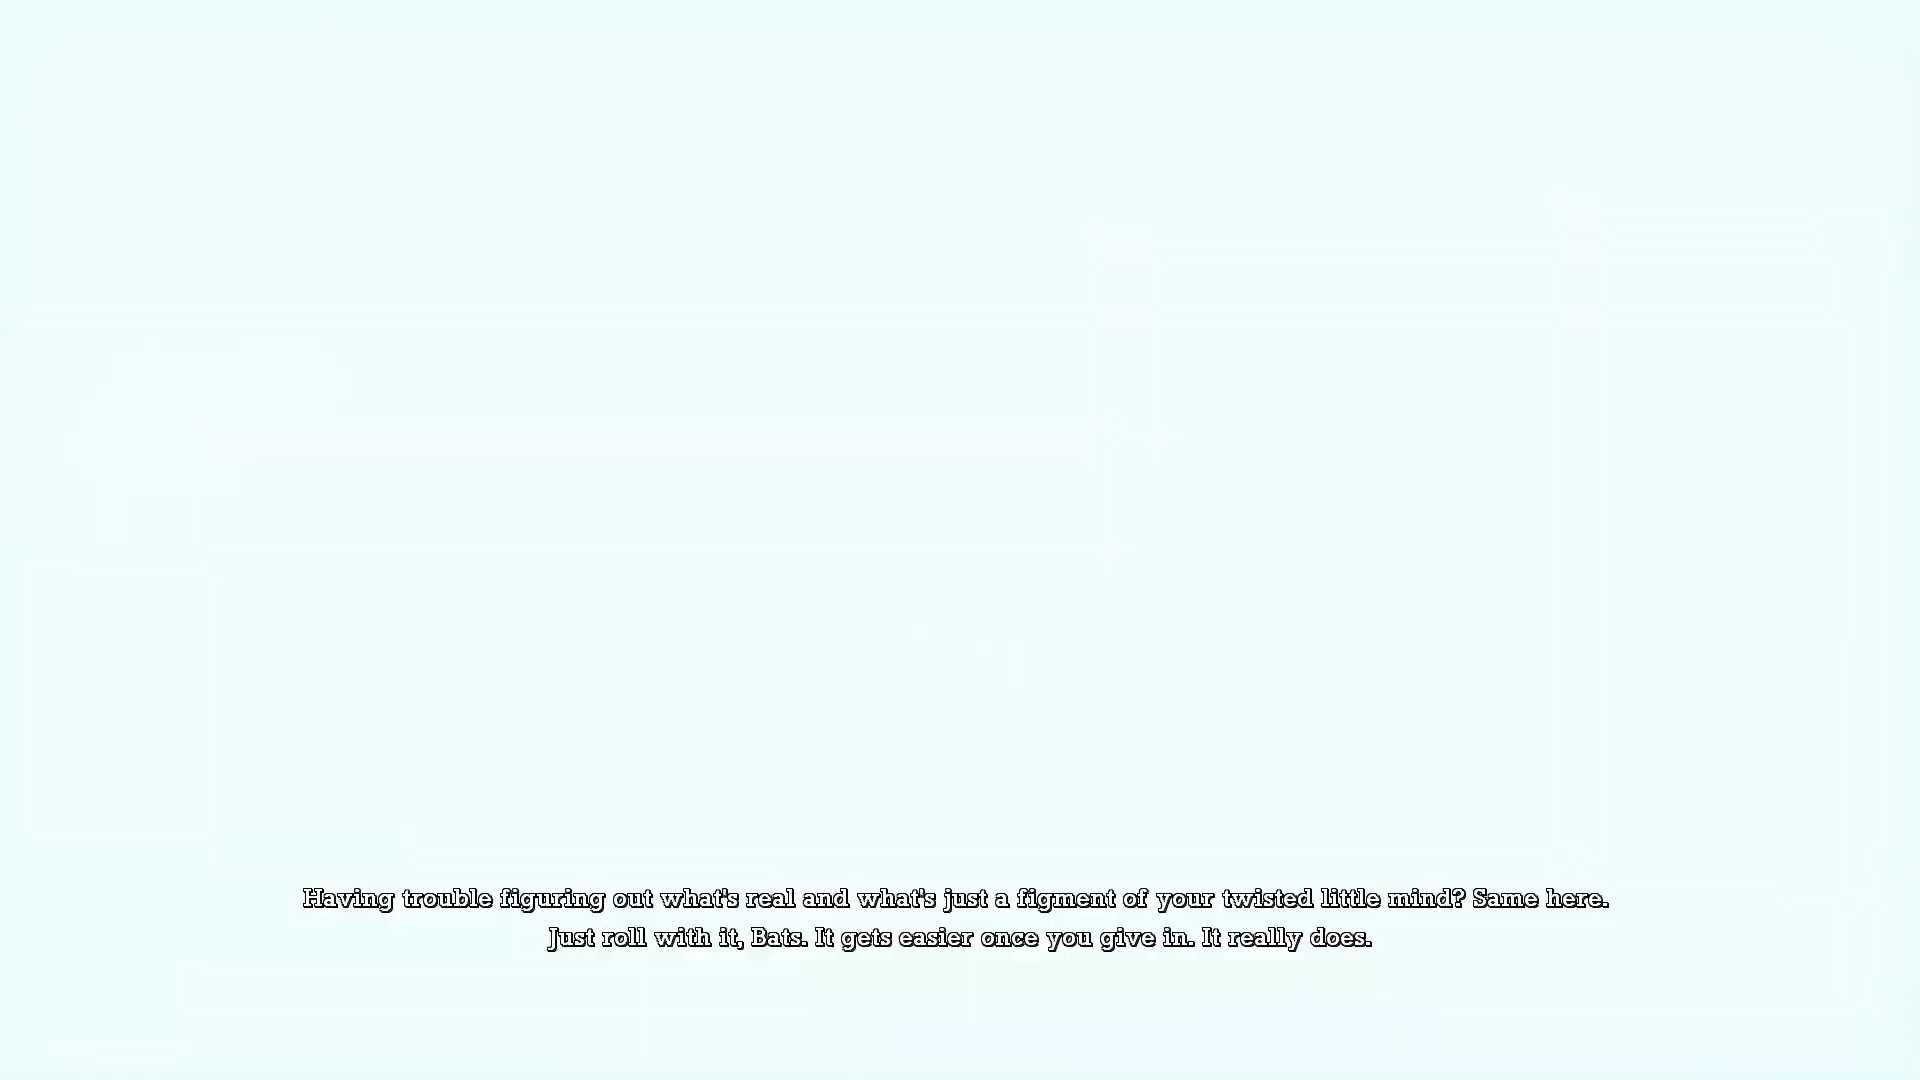 Having trouble figuring out what's real and what's just a figment of your twisted little mind? Same here.
Just roll with it, Bats. It gets easier once you give in. It really does.